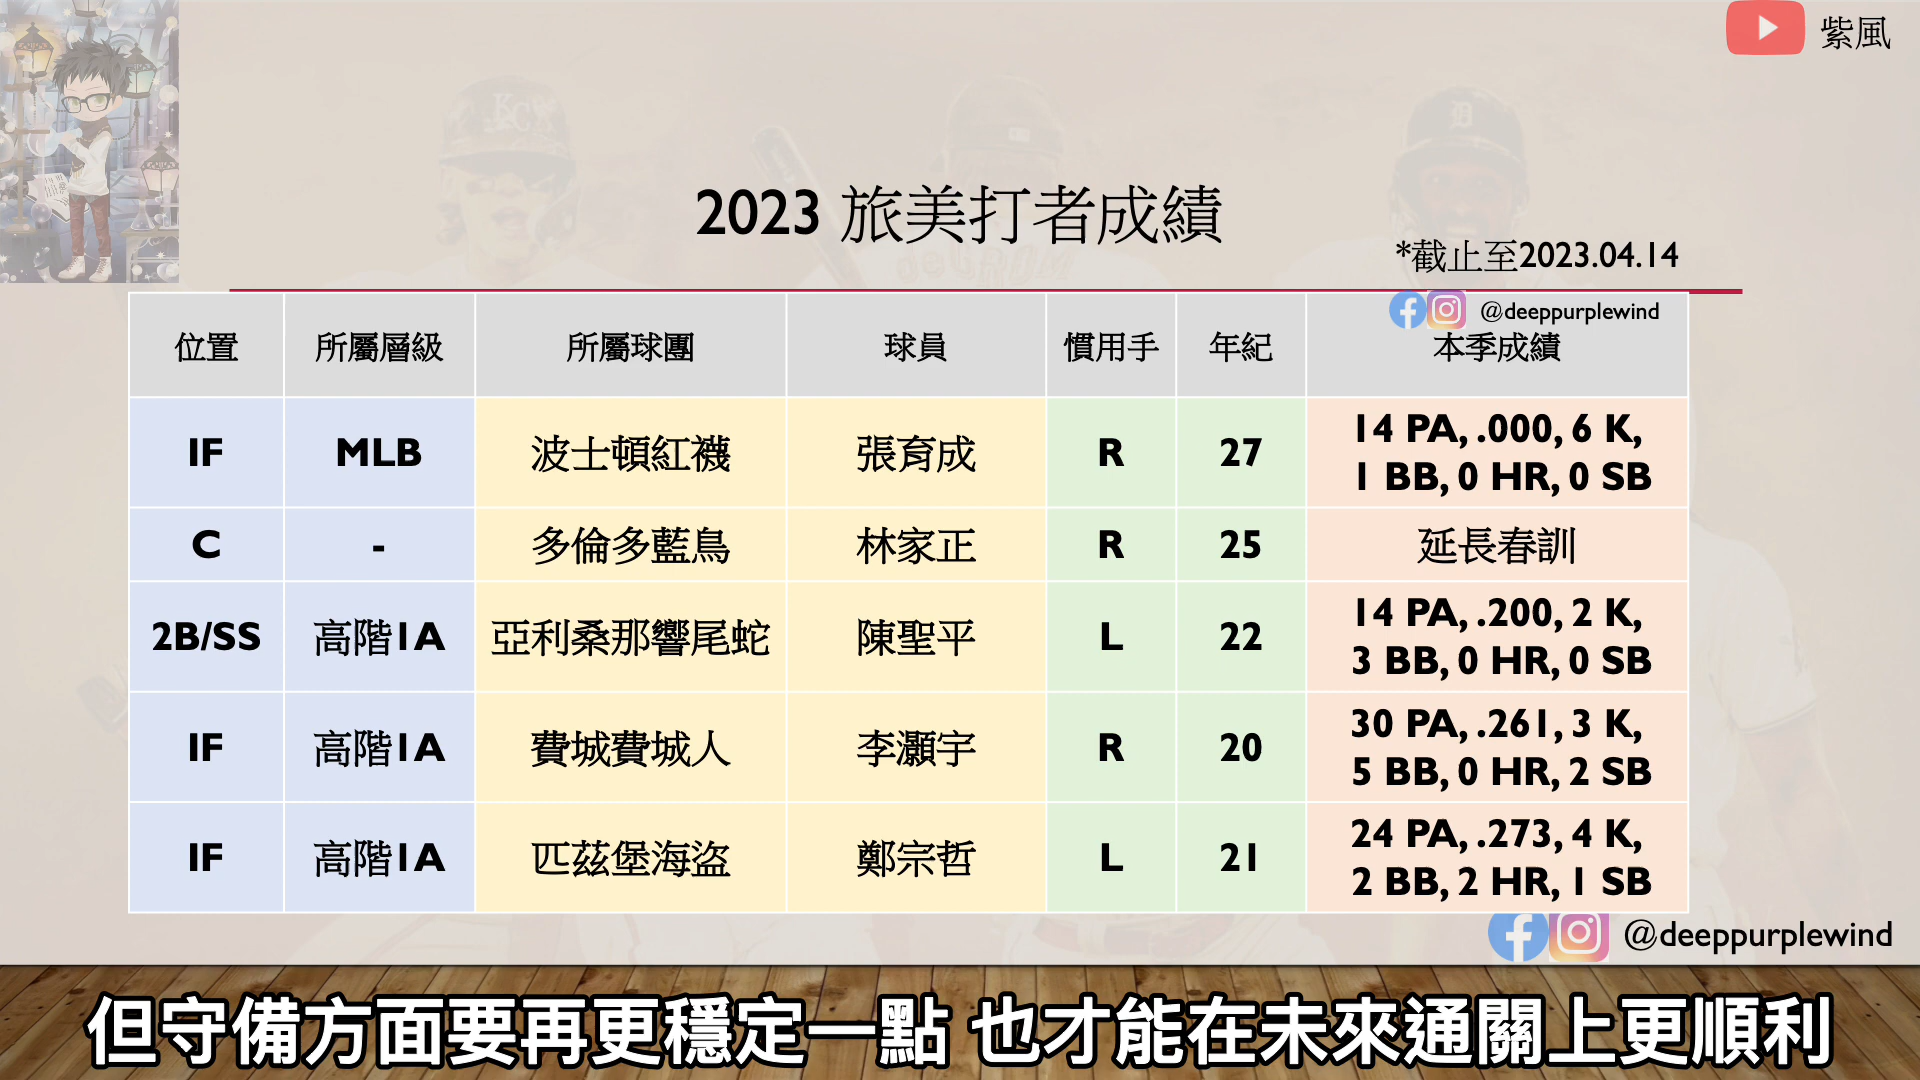 紫風
2023 旅美打者成績
*截止至2023.04.14
@deeppurplewind
位置 所屬層級 所屬球團 球員 慣用手 年紀 本季成績
IF MLB 波士頓紅襪 張育成 R 27 14 PA, .000, 6 K,
1 BB, 0 HR, 0 SB
C - 多倫多藍鳥 林家正 R 25 延長春訓
2B/SS 高階1A 亞利桑那響尾蛇 陳聖平 L 22 14 PA, .200, 2 K,
3 BB, 0 HR, 0 SB
IF 高階1A 費城費城人 李灝宇 R 20 30 PA, .261, 3 K,
5 BB, 0 HR, 2 SB
IF 高階1A 匹茲堡海盜 鄭宗哲 L 21 24 PA, .273, 4 K,
2 BB, 2 HR, 1 SB
@deeppurplewind
但守備方面要再更穩定一點 也才能在未來通關上更順利